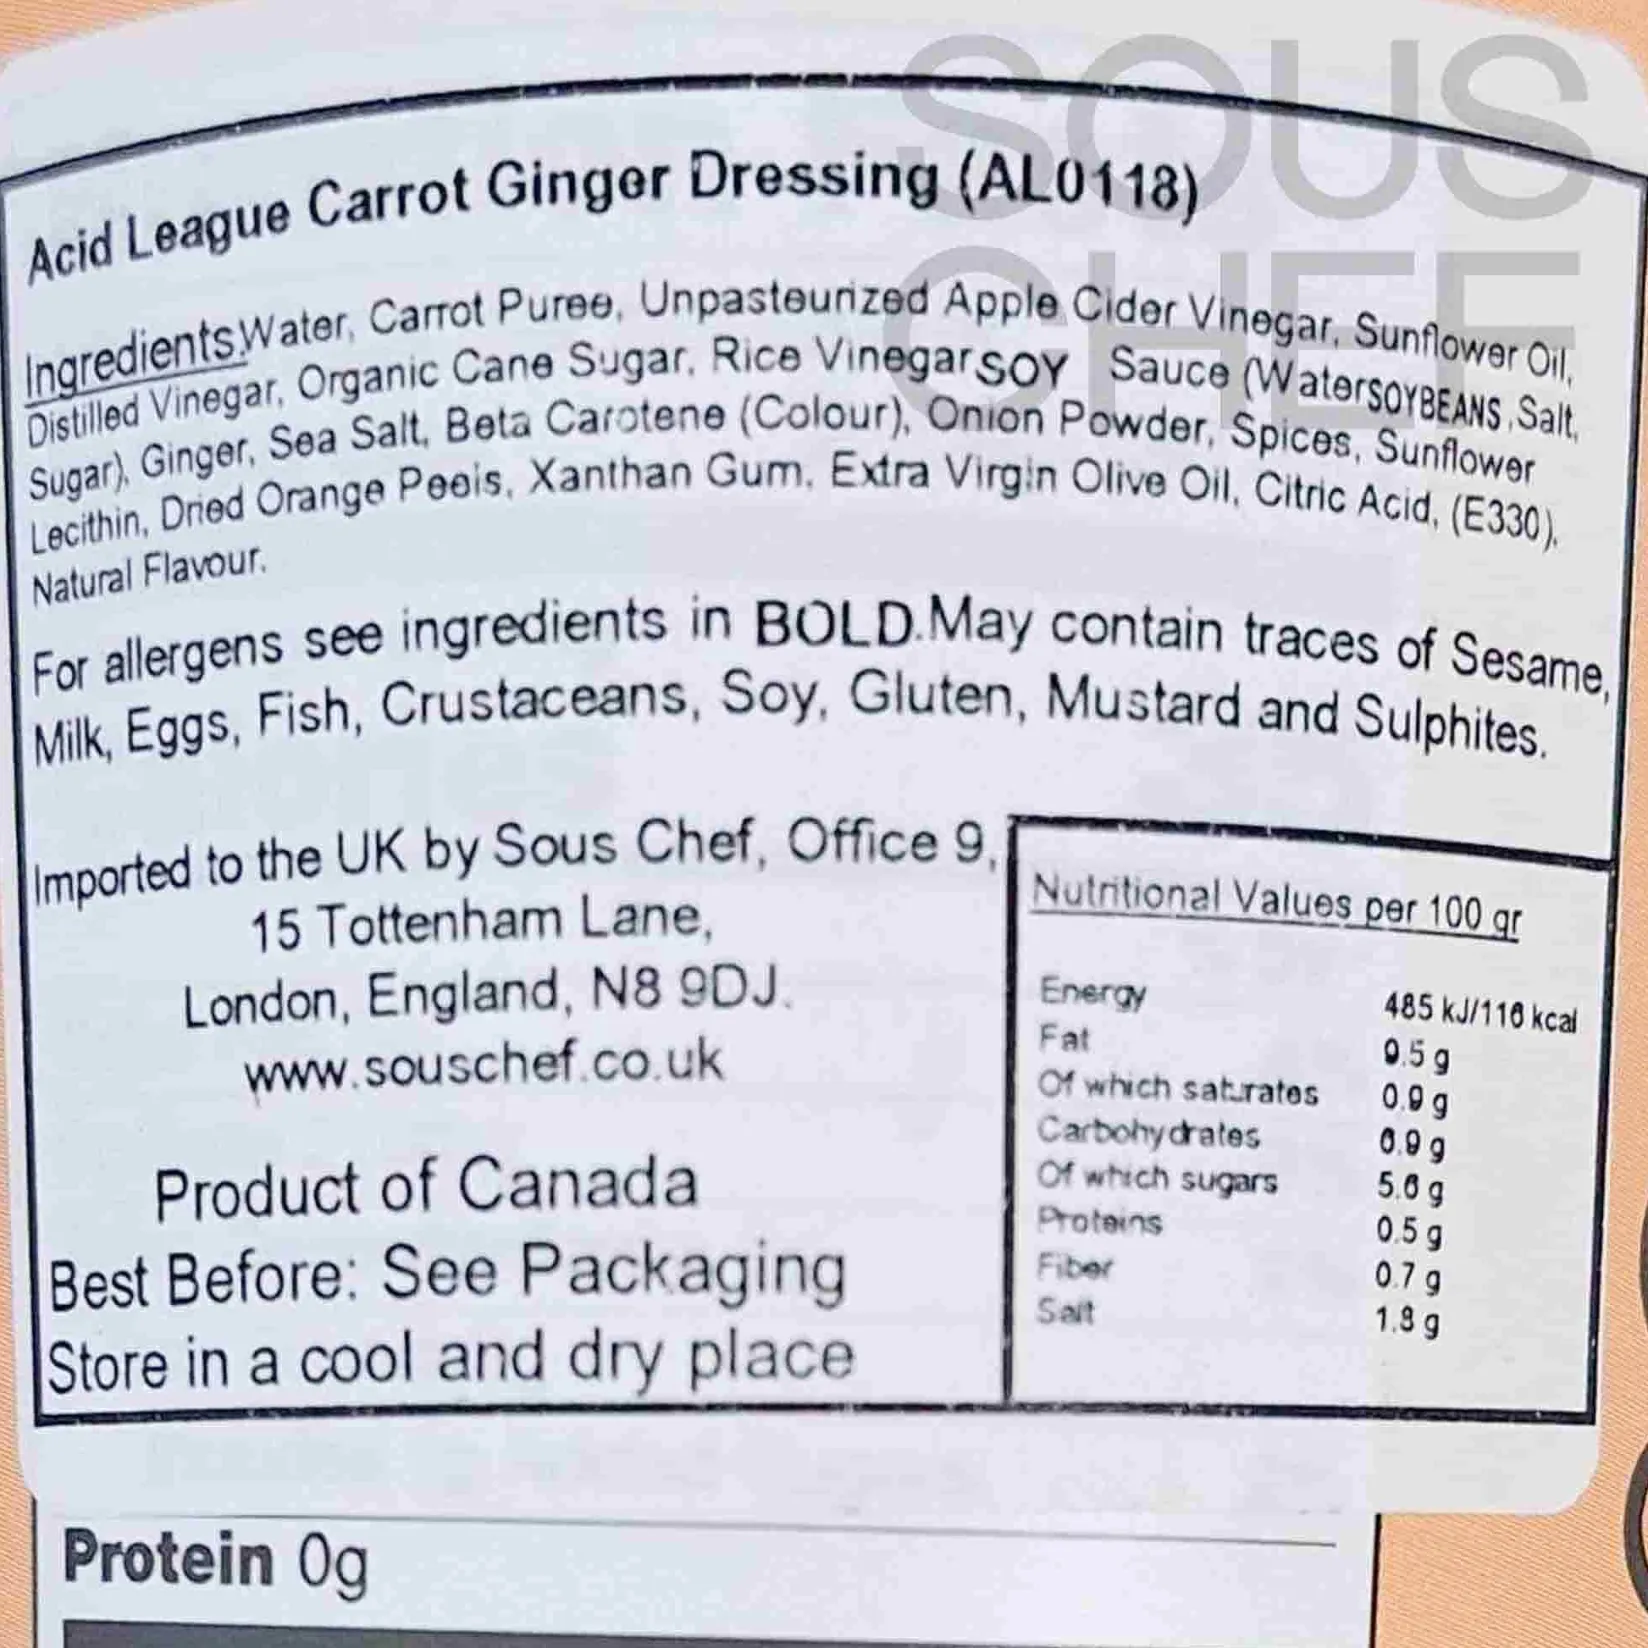 SOUS
CHEF
Acid League Carrot Ginger Dressing (AL0118)
Ingredients:Water, Carrot Puree, Unpasteurized Apple Cider Vinegar, Sunflower Oil,
Distilled Vinegar, Organic Cane Sugar, Rice Vinegar SOY Sauce (Water SOYBEANS, Salt,
Sugar), Ginger, Sea Salt, Beta Carotene (Colour), Onion Powder, Spices, Sunflower
Lecithin, Dried Orange Peels, Xanthan Gum, Extra Virgin Olive Oil, Citric Acid, (E330),
Natural Flavour.
For allergens see ingredients in BOLD.May contain traces of Sesame,
Milk, Eggs, Fish, Crustaceans, Soy, Gluten, Mustard and Sulphites.
Imported to the UK by Sous Chef, Office 9,
15 Tottenham Lane,
London, England, N8 9DJ.
www.souschef.co.uk
Product of Canada
Best Before: See Packaging
Store in a cool and dry place
Nutritional Values per 100 gr
Energy 485 kJ/116 kcal
Fat 9.5 g
Of which saturates 0.9 g
Carbohydrates g
Of which sugars 5.6 g
Proteins 0.5 g
Fiber 0.7 g
Salt 1.8 g
Protein 0g